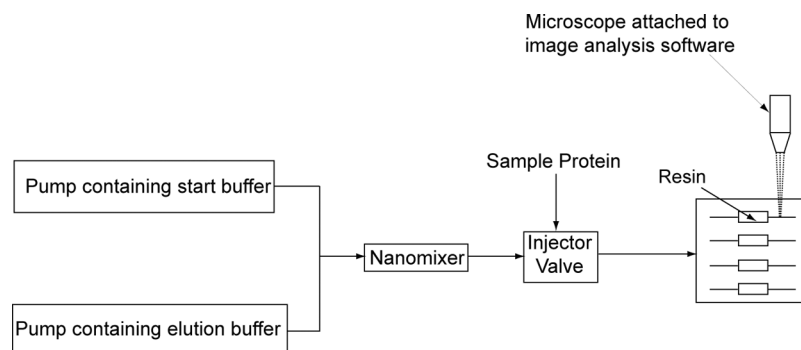 Microscope attached to
image analysis software
Sample Protein
Resin
Pump containing start buffer
Nanomixer
Injector
Valve
Pump containing elution buffer